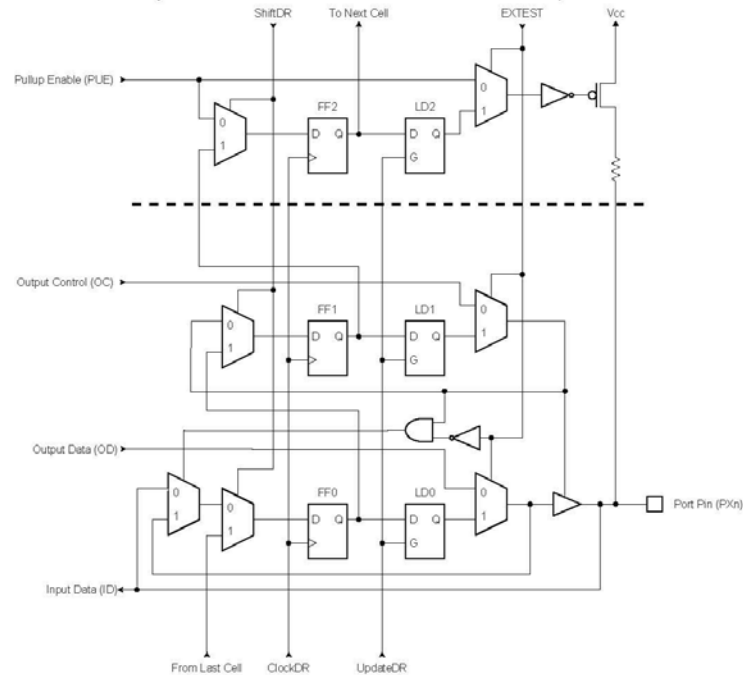 ShiftDR To Next Cell EXTEST Vcc
Pullup Enable (PUE)
FF2 LD2
0
1
D Q D Q
G
0
1
Output Control (OC)
FF1 LD1
0
1
D Q D Q
G
0
1
Output Data (OD)
FF0 LD0
0
1
0
1
D Q D Q
G
0
1
Port Pin (PXn)
Input Data (ID)
From Last Cell ClockDR UpdateDR